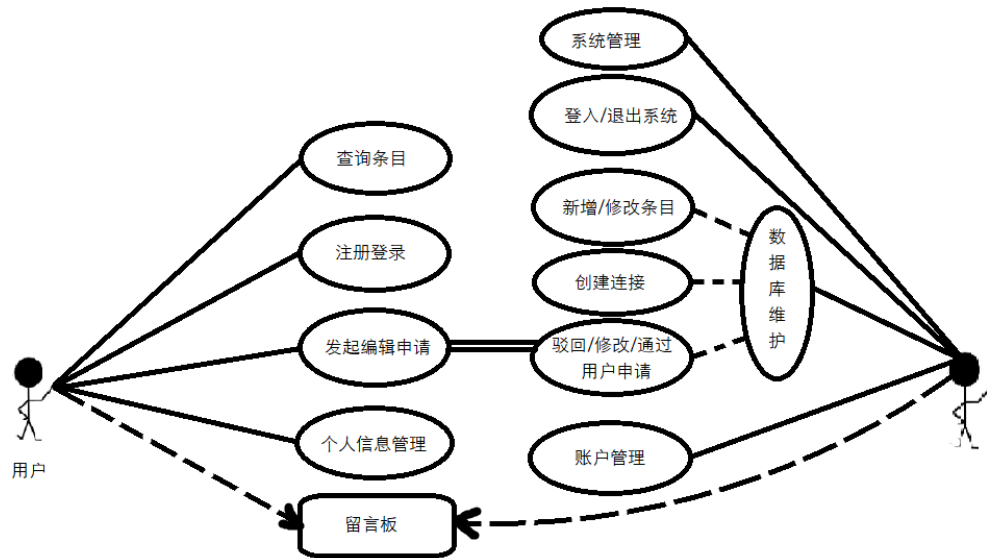 系统管理
登入/退出系统
查询条目
新增/修改条目
数
据
库
维
护
注册登录
创建连接
发起编辑申请
驳回/修改/通过
用户申请
个人信息管理
账户管理
用户
留言板